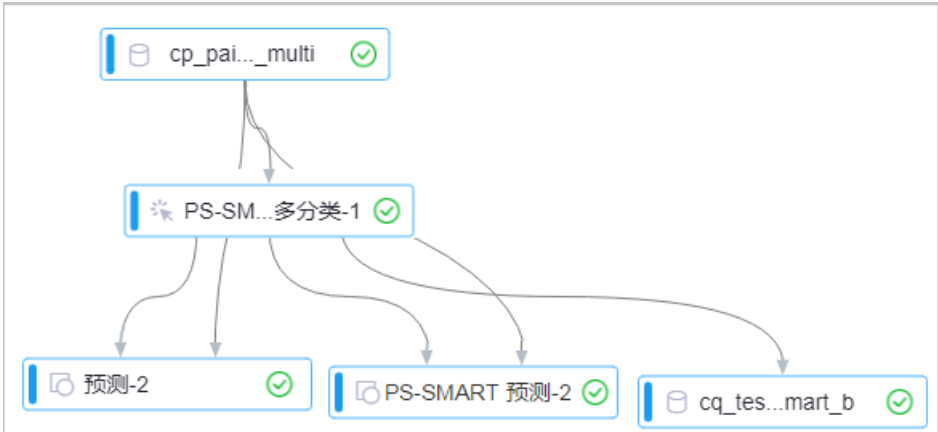 cp_pai..._multi
PS-SM...多分类-1
预测-2
PS-SMART 预测-2
cq_tes...mart_b